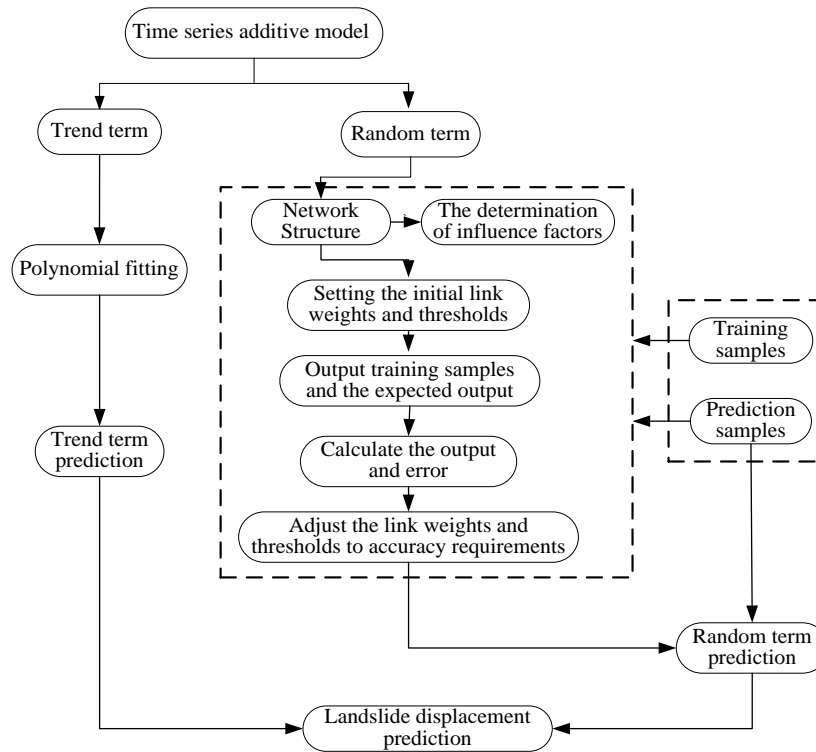 Time series additive model
Trend term
Random term
Network
Structure
The determination
of influence factors
Polynomial fitting
Setting the initial link
weights and thresholds
Training
samples
Output training samples
and the expected output
Prediction
samples
Trend term
prediction
Calculate the output
and error
Adjust the link weights and
thresholds to accuracy requirements
Random term
prediction
Landslide displacement
prediction